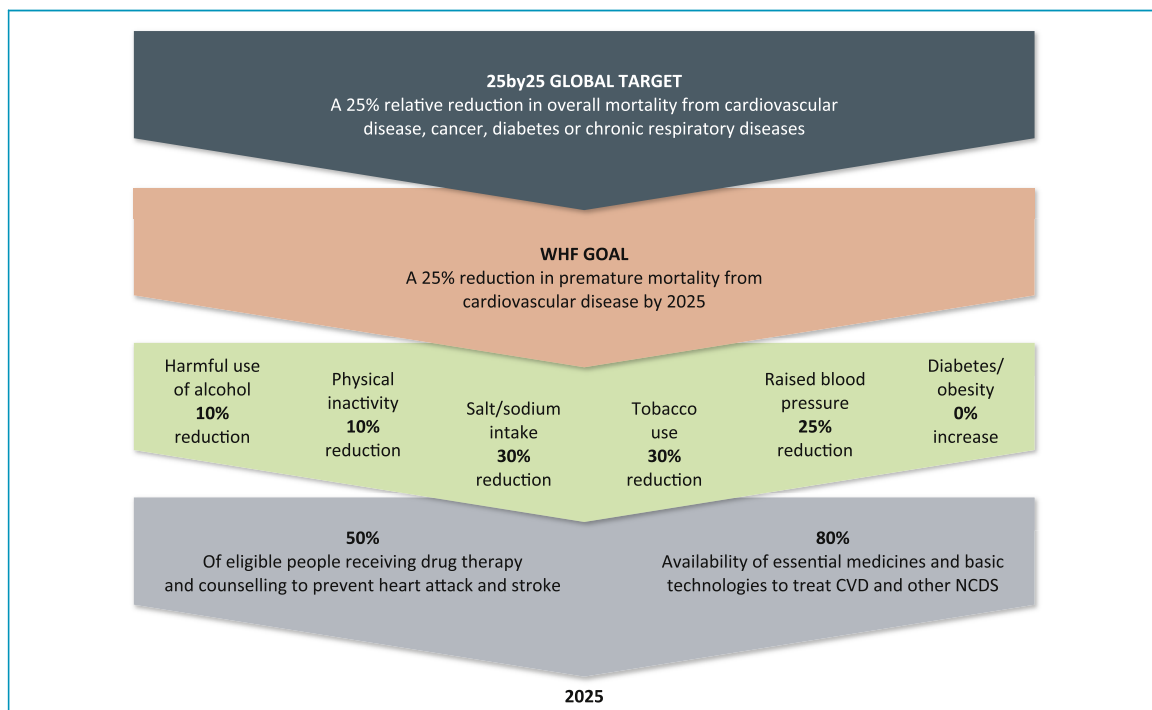 25by25 GLOBAL TARGET
A 25% relative reduction in overall mortality from cardiovascular
disease, cancer, diabetes or chronic respiratory diseases
WHF GOAL
A 25% reduction in premature mortality from
cardiovascular disease by 2025
Harmful use
of alcohol
10%
reduction
Physical
inactivity
10%
reduction
Salt/sodium
intake
30%
reduction
Tobacco
use
30%
reduction
Raised blood
pressure
25%
reduction
Diabetes/
obesity
0%
increase
50%
Of eligible people receiving drug therapy
and counselling to prevent heart attack and stroke
80%
Availability of essential medicines and basic
technologies to treat CVD and other NCDS
2025